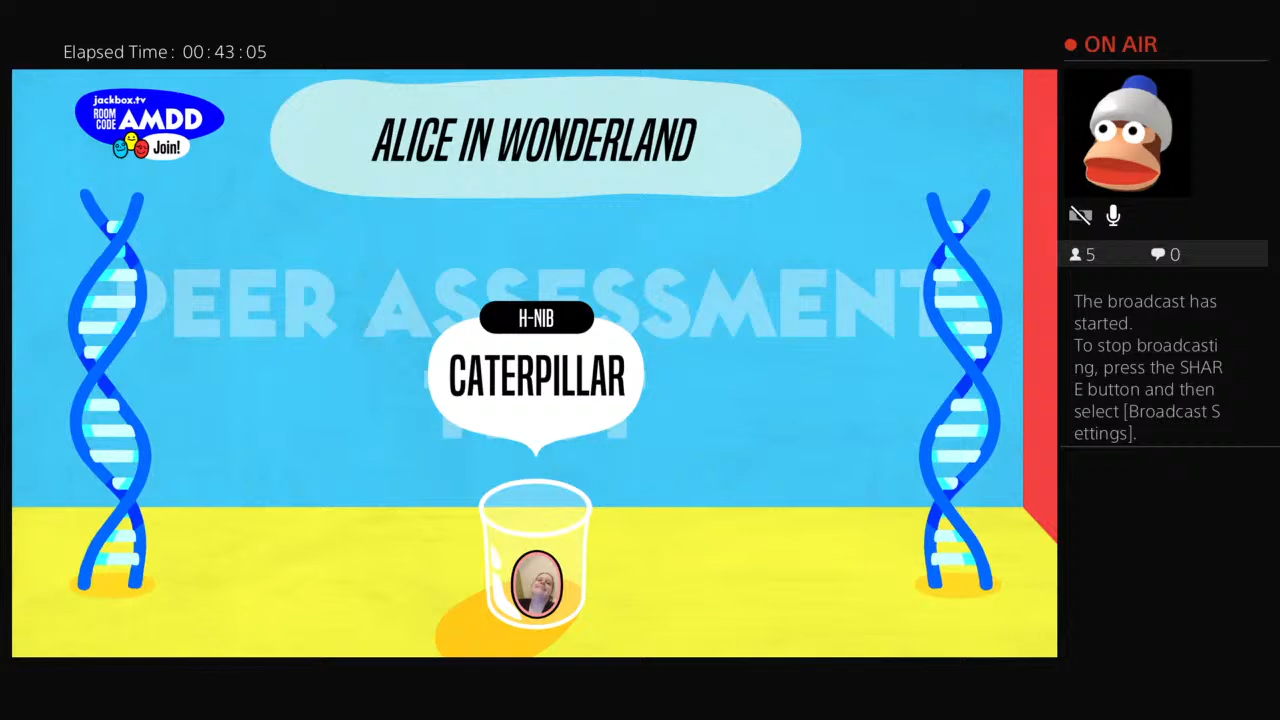 Elapsed Time: 00:43:05
ON AIR
jackbox.tv
ROOM
CODE
AMDD
Join!
ALICE IN WONDERLAND
PEER ASSESSMENT
H-NIB
CATERPILLAR
5
0
The broadcast has
started.
To stop broadcasti
ng, press the SHAR
E button and then
select [Broadcast S
ettings].